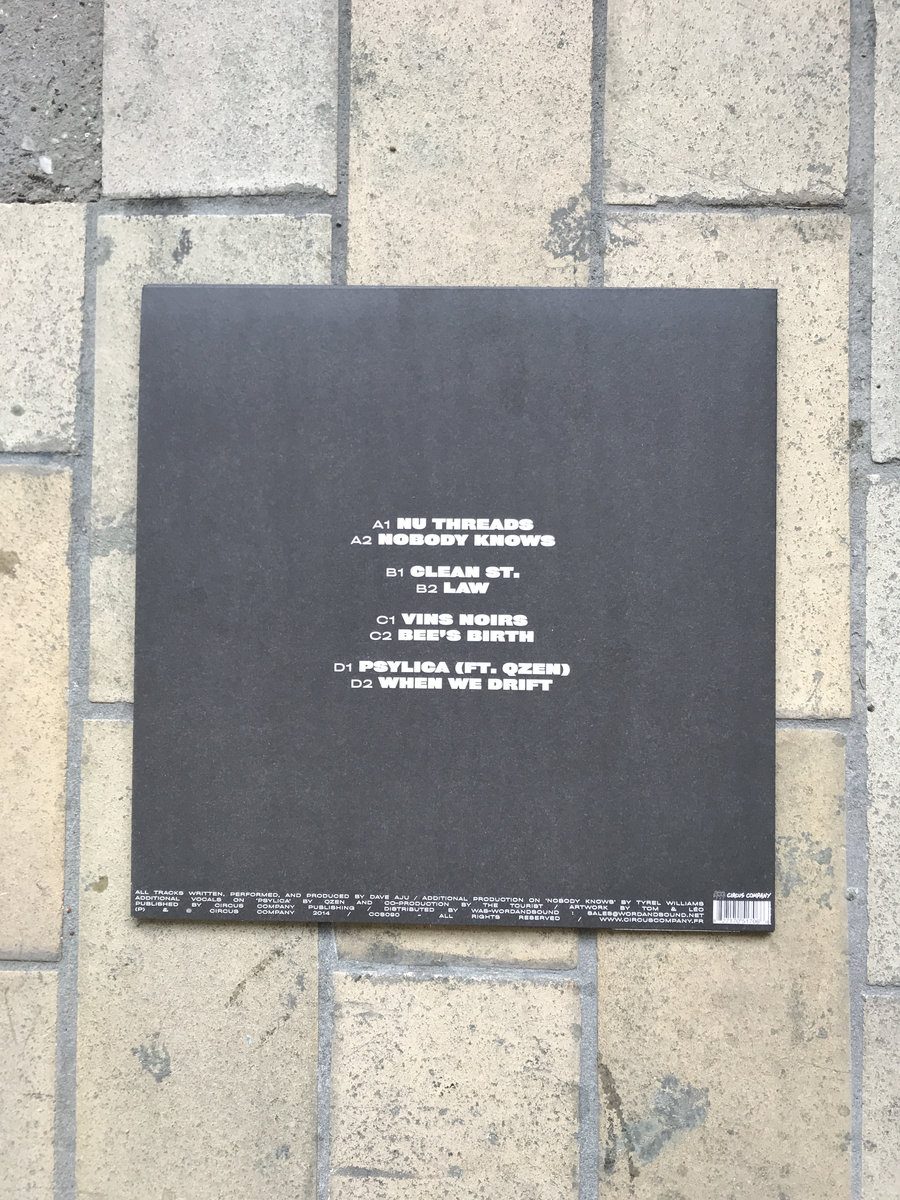 A1 NU THREADS
A2 NOBODY KNOWS
B1 CLEAN ST.
B2 LAW
C1 VINS NOIRS
C2 BEE'S BIRTH
D1 PSYLICA (FT. QZEN)
D2 WHEN WE DRIFT
ALL TRACKS WRITTEN, PERFORMED, AND PRODUCED BY DAVE AJU / ADDITIONAL PRODUCTION ON 'NOBODY KNOWS' BY TYREL WILLIAMS
ADDITIONAL VOCALS ON 'PSYLICA' BY QZEN AND CO-PRODUCTION BY THE TOURIST / ARTWORK BY TOM & LÉO
PUBLISHED BY CIRCUS COMPANY PUBLISHING / DISTRIBUTED BY WAS-WORDANDSOUND : SALES@WORDANDSOUND.NET
(P) & © CIRCUS COMPANY 2014 / CCS090 ALL RIGHTS RESERVED / WWW.CIRCUSCOMPANY.FR
CIRCUS COMPANY